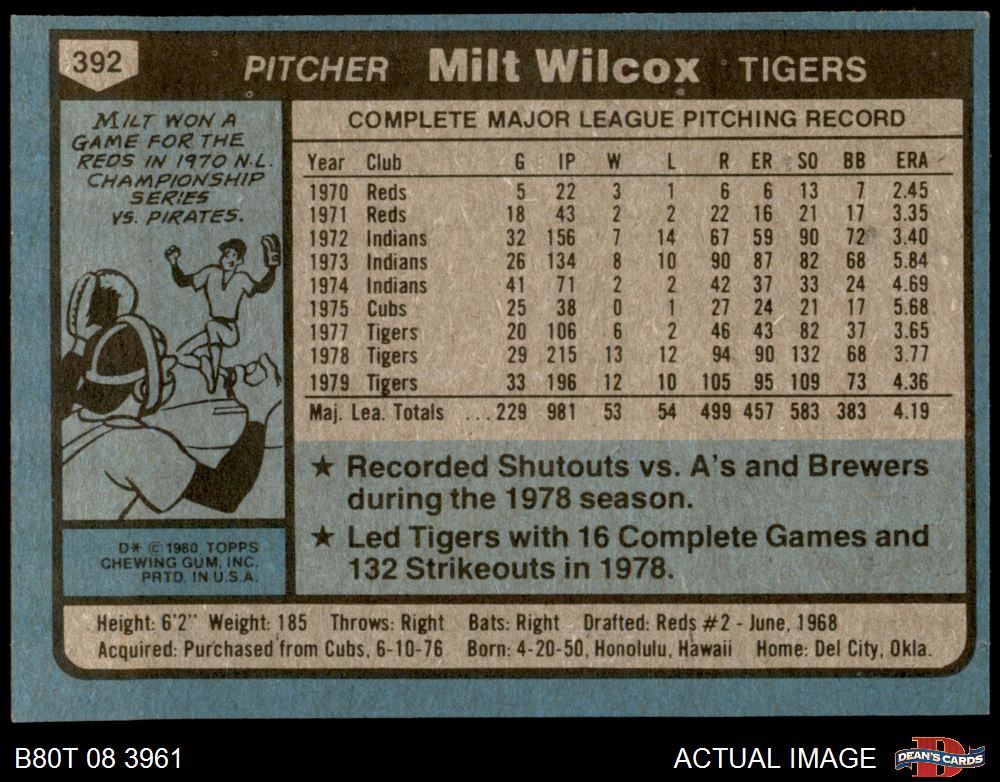 392
PITCHER Milt Wilcox TIGERS
MILT WON A
GAME FOR THE
REDS IN 1970 N.L.
CHAMPIONSHIP
SERIES
VS. PIRATES.
COMPLETE MAJOR LEAGUE PITCHING RECORD
Year Club G IP W L R ER SO BB ERA
1970 Reds 5 22 3 1 6 6 13 7 2.45
1971 Reds 18 43 2 2 22 16 21 17 3.35
1972 Indians 32 156 7 14 67 59 90 72 3.40
1973 Indians 26 134 8 10 90 87 82 68 5.84
1974 Indians 41 71 2 2 42 37 33 24 4.69
1975 Cubs 25 38 0 1 27 24 21 17 5.68
1977 Tigers 20 106 6 2 46 43 82 37 3.65
1978 Tigers 29 215 13 12 94 90 132 68 3.77
1979 Tigers 33 196 12 10 105 95 109 73 4.36
Maj. Lea. Totals ...229 981 53 54 499 457 583 383 4.19
★ Recorded Shutouts vs. A's and Brewers
during the 1978 season.
★ Led Tigers with 16 Complete Games and
132 Strikeouts in 1978.
D* © 1980 TOPPS
CHEWING GUM, INC.
PRTD. IN U.S.A.
Height: 6'2" Weight: 185 Throws: Right Bats: Right Drafted: Reds #2 - June, 1968
Acquired: Purchased from Cubs, 6-10-76 Born: 4-20-50, Honolulu, Hawaii Home: Del City, Okla.
B80T 08 3961
ACTUAL IMAGE
D
DEAN'S CARDS